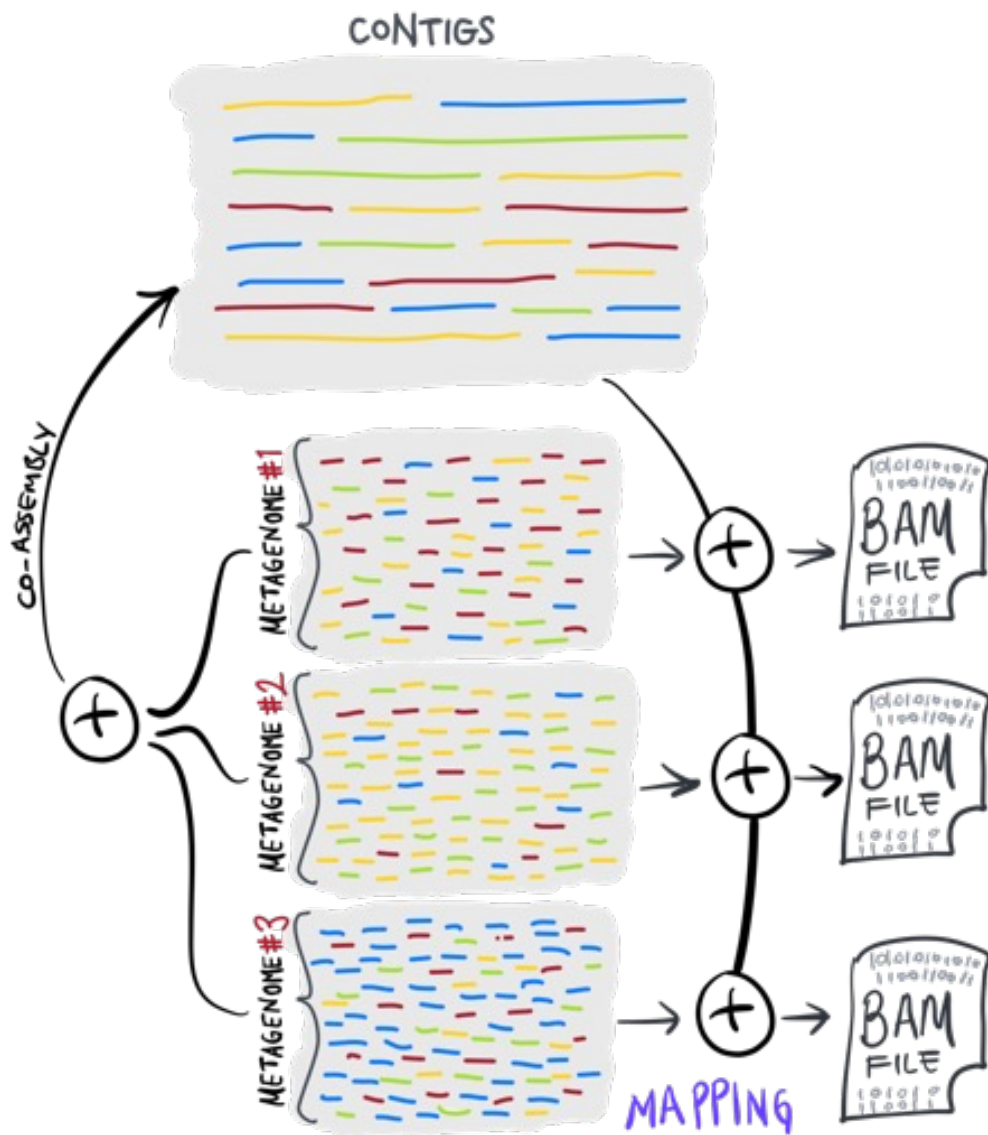 CONTIGS
CO-ASSEMBLY
METAGENOME #1
BAM
FILE
METAGENOME #2
BAM
FILE
METAGENOME #3
BAM
FILE
MAPPING